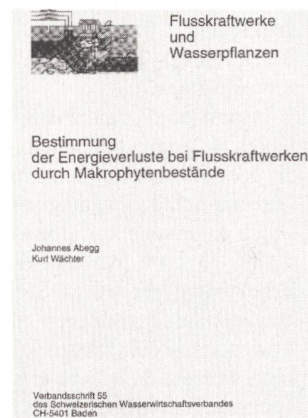 Flusskraftwerke
und
Wasserpflanzen
Bestimmung
der Energieverluste bei Flusskraftwerken
durch Makrophytenbestände
Johannes Abegg
Kurt Wächter
Verbandsschrift 55
des Schweizerischen Wasserwirtschaftsverbandes
CH-5401 Baden